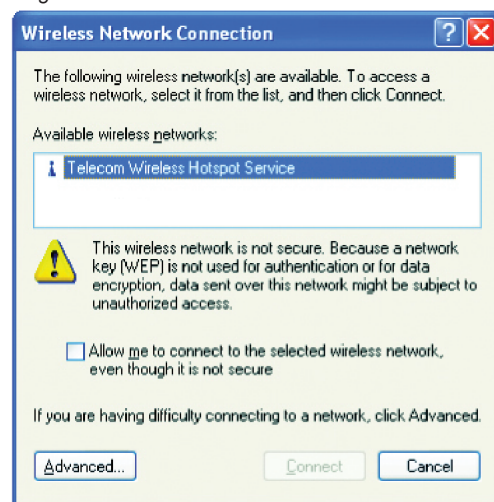 Wireless Network Connection
The following wireless network(s) are available. To access a
wireless network, select it from the list, and then click Connect.
Available wireless networks:
Telecom Wireless Hotspot Service
This wireless network is not secure. Because a network
key (WEP) is not used for authentication or for data
encryption, data sent over this network might be subject to
unauthorized access.
Allow me to connect to the selected wireless network,
even though it is not secure
If you are having difficulty connecting to a network, click Advanced.
Advanced...
Connect
Cancel